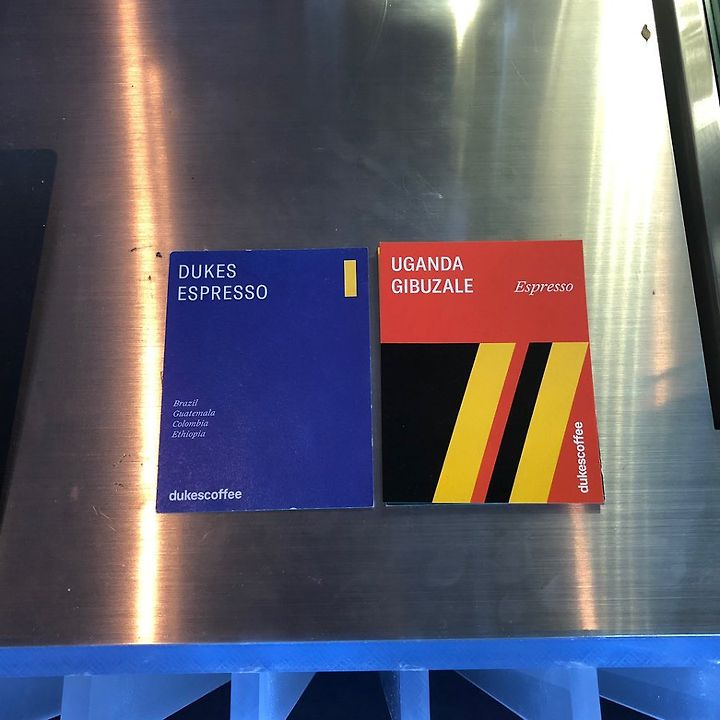 DUKES
ESPRESSO
Brazil
Guatemala
Colombia
Ethiopia
dukescoffee
UGANDA
GIBUZALE
Espresso
dukescoffee